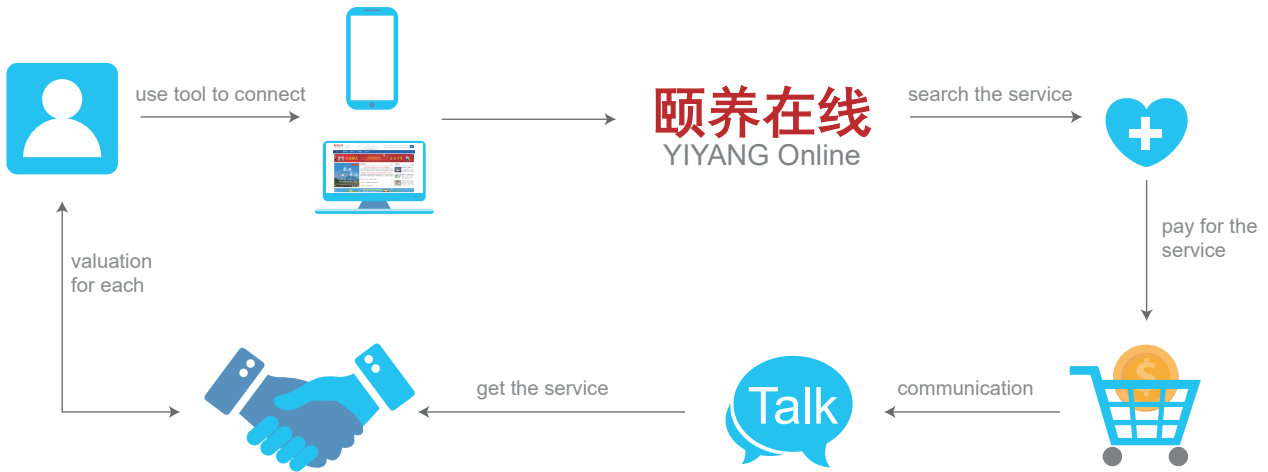 use tool to connect
颐养在线
YIYANG Online
search the service
pay for the
service
communication
Talk
get the service
valuation
for each
$